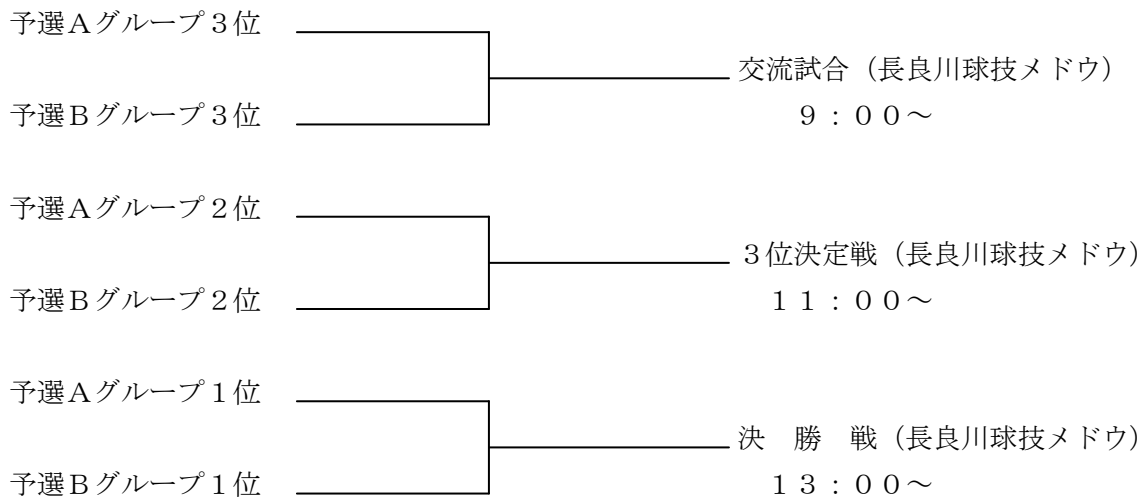 予選Aグループ３位
交流試合（長良川球技メドウ）
予選Bグループ３位
９：００～
予選Aグループ２位
３位決定戦（長良川球技メドウ）
予選Bグループ２位
１１：００～
予選Aグループ１位
決　勝　戦（長良川球技メドウ）
予選Bグループ１位
１３：００～